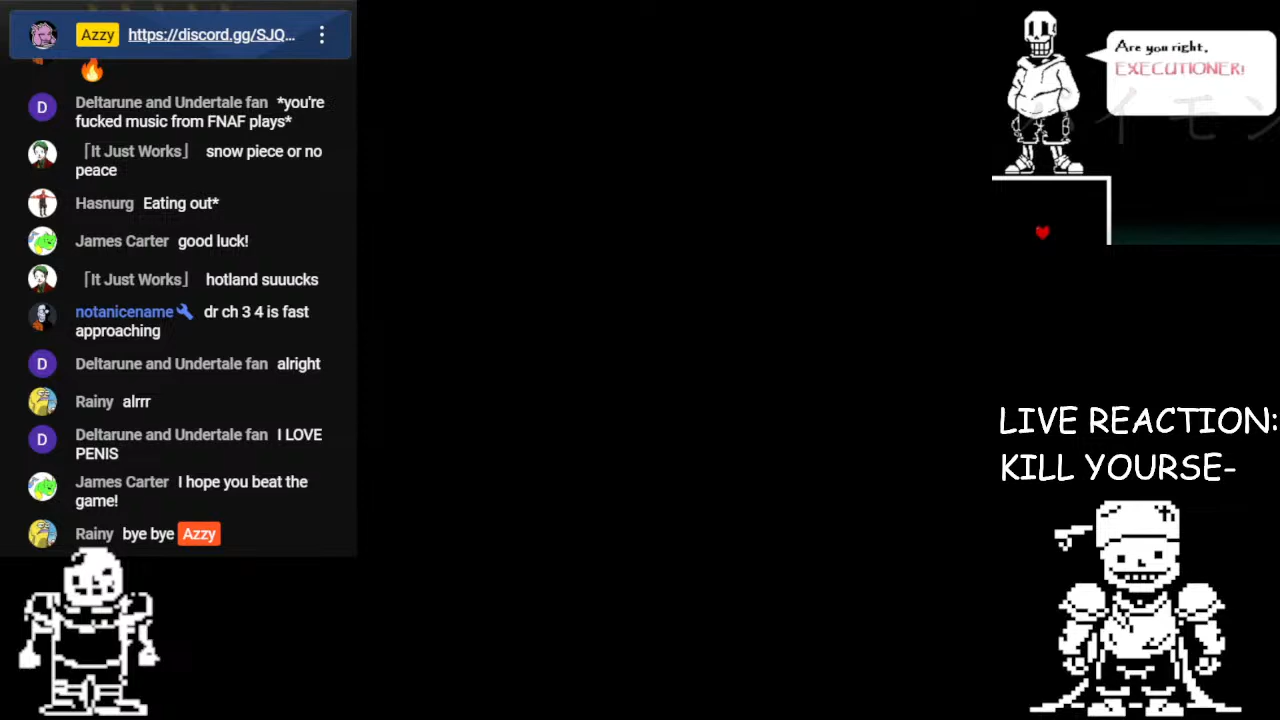 Azzy https://discord.gg/SJQ...
Deltarune and Undertale fan *you're
fucked music from FNAF plays*
「It Just Works」 snow piece or no
peace
Hasnurg Eating out*
James Carter good luck!
「It Just Works」 hotland suuucks
notanicename dr ch 3 4 is fast
approaching
Deltarune and Undertale fan alright
Rainy alrrr
Deltarune and Undertale fan I LOVE
PENIS
James Carter I hope you beat the
game!
Rainy bye bye Azzy
D
D
D
Are you right,
EXECUTIONER!
イモン
LIVE REACTION:
KILL YOURSE-